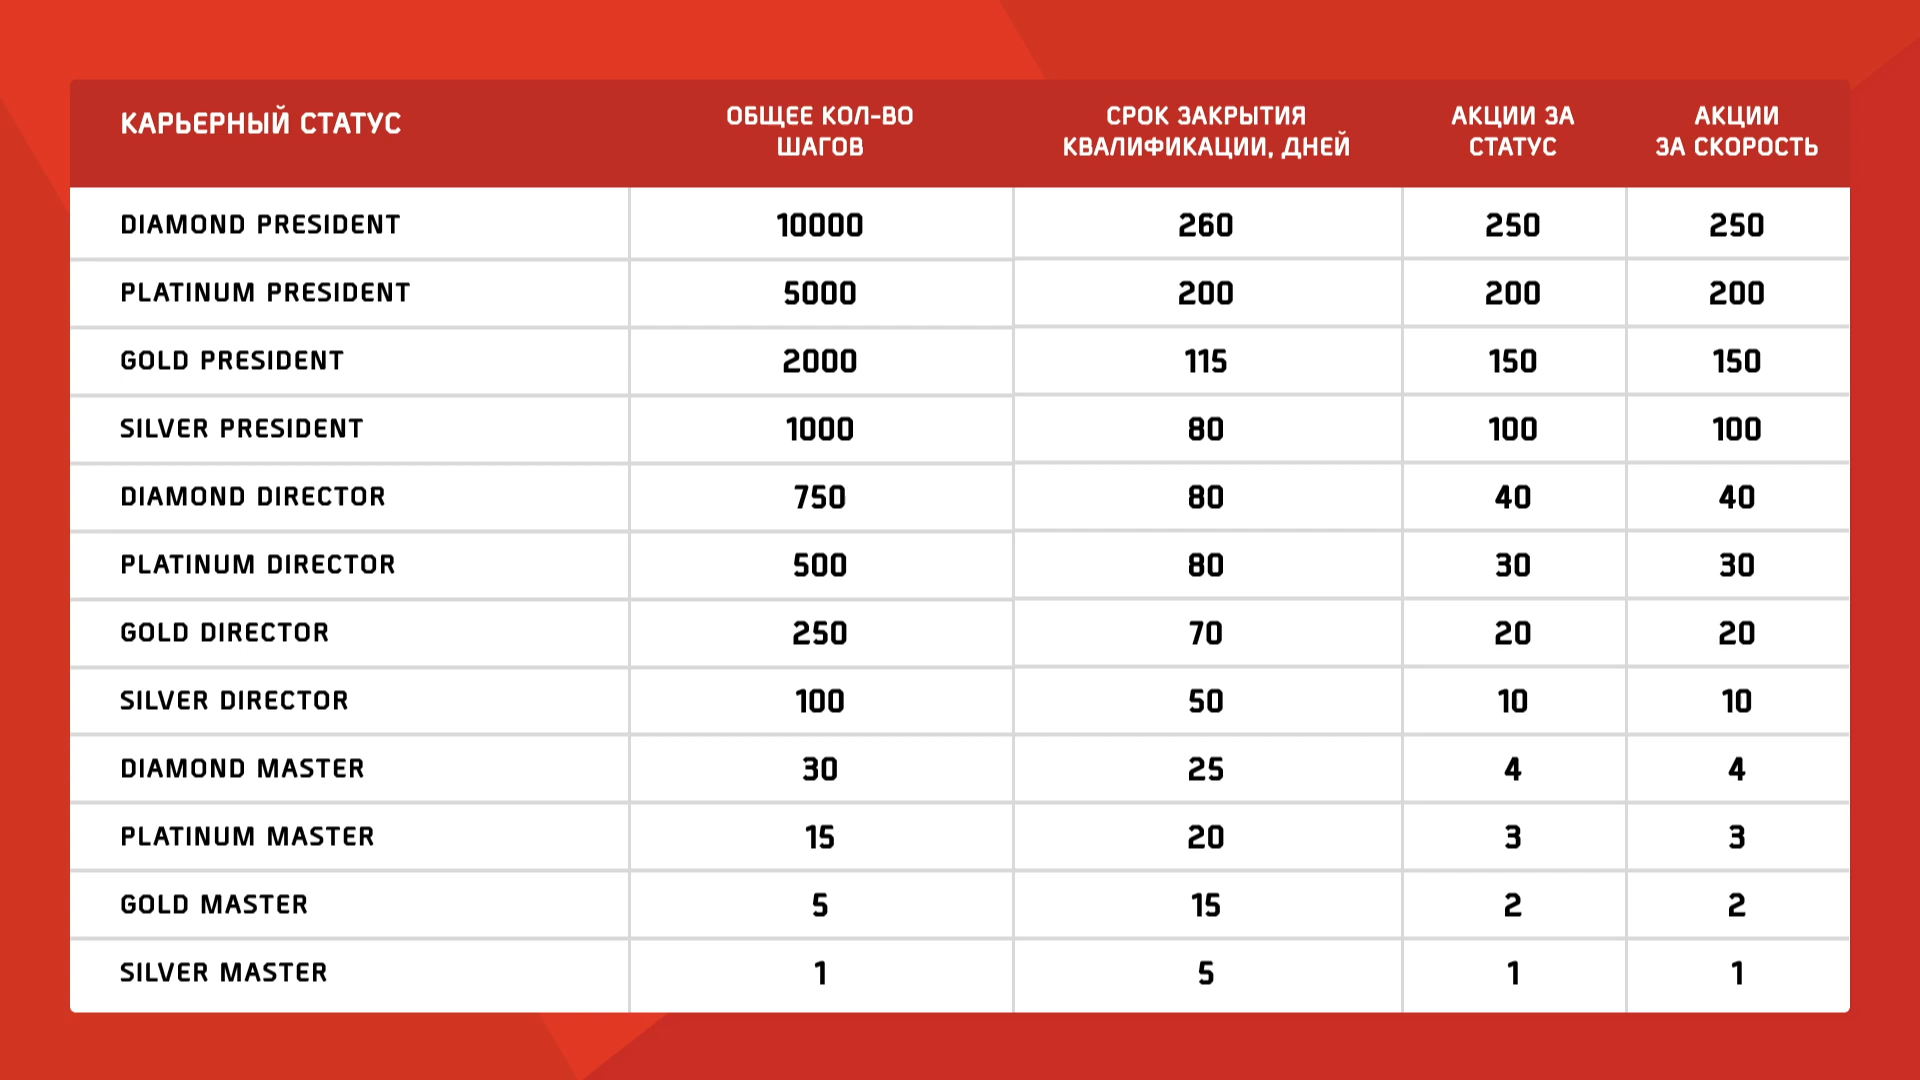 КАРЬЕРНЫЙ СТАТУС
ОБЩЕЕ КОЛ-ВО
ШАГОВ
СРОК ЗАКРЫТИЯ
КВАЛИФИКАЦИИ, ДНЕЙ
АКЦИИ ЗА
СТАТУС
АКЦИИ
ЗА СКОРОСТЬ
DIAMOND PRESIDENT 10000 260 250 250
PLATINUM PRESIDENT 5000 200 200 200
GOLD PRESIDENT 2000 115 150 150
SILVER PRESIDENT 1000 80 100 100
DIAMOND DIRECTOR 750 80 40 40
PLATINUM DIRECTOR 500 80 30 30
GOLD DIRECTOR 250 70 20 20
SILVER DIRECTOR 100 50 10 10
DIAMOND MASTER 30 25 4 4
PLATINUM MASTER 15 20 3 3
GOLD MASTER 5 15 2 2
SILVER MASTER 1 5 1 1